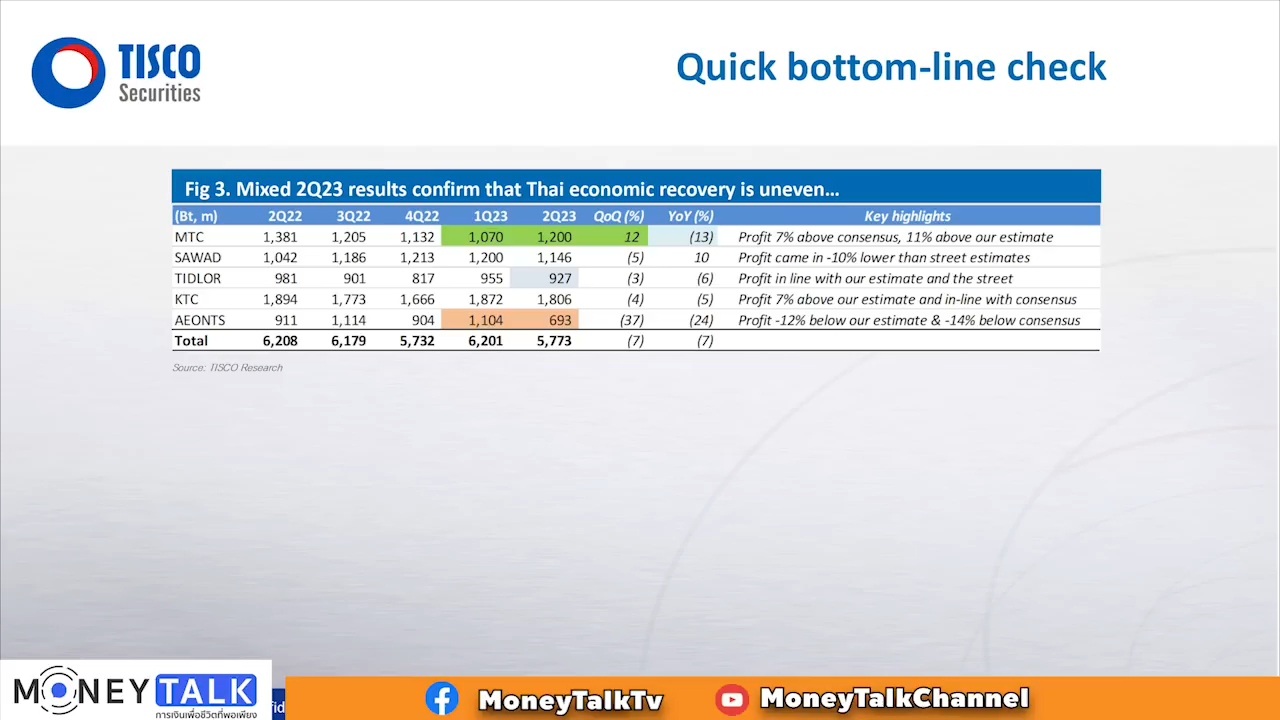 TISCO
Securities
Quick bottom-line check
Fig 3. Mixed 2Q23 results confirm that Thai economic recovery is uneven…
(Bt, m) 2Q22 3Q22 4Q22 1Q23 2Q23 QoQ (%) YoY (%) Key highlights
MTC 1,381 1,205 1,132 1,070 1,200 12 (13) Profit 7% above consensus, 11% above our estimate
SAWAD 1,042 1,186 1,213 1,200 1,146 (5) 10 Profit came in -10% lower than street estimates
TIDLOR 981 901 817 955 927 (3) (6) Profit in line with our estimate and the street
KTC 1,894 1,773 1,666 1,872 1,806 (4) (5) Profit 7% above our estimate and in-line with consensus
AEONTS 911 1,114 904 1,104 693 (37) (24) Profit -12% below our estimate & -14% below consensus
Total 6,208 6,179 5,732 6,201 5,773 (7) (7)
Source: TISCO Research
MONEY TALK
การเงินเพื่อชีวิตที่พอเพียง
MoneyTalkTv
MoneyTalkChannel